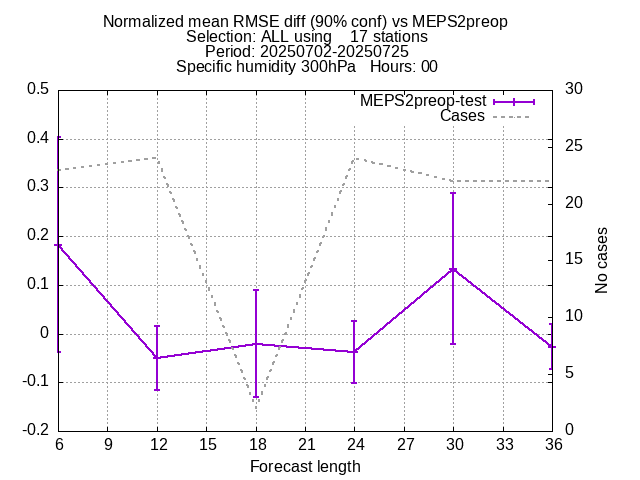 Normalized mean RMSE diff (90% conf) vs MEPS2preop
Selection: ALL using    17 stations
Period: 20250702-20250725
Specific humidity 300hPa   Hours: 00
MEPS2preop-test
Cases
0.5
0.4
0.3
0.2
0.1
0
-0.1
-0.2
30
25
20
15
10
5
0
No cases
6 9 12 15 18 21 24 27 30 33 36
Forecast length